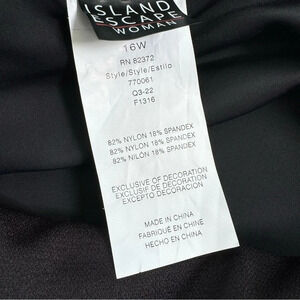 ISLAND
ESCAPE
WOMAN
16W
RN 82372
Style/Style/Estilo
770061
Q3-22
F1316
82% NYLON 18% SPANDEX
82% NYLON 18% SPANDEX
82% NILÓN 18% SPANDEX
EXCLUSIVE OF DECORATION
EXCLUSIF DE DECORATION
EXCEPTO DECORACION
MADE IN CHINA
FABRIQUÉ EN CHINE
HECHO EN CHINA